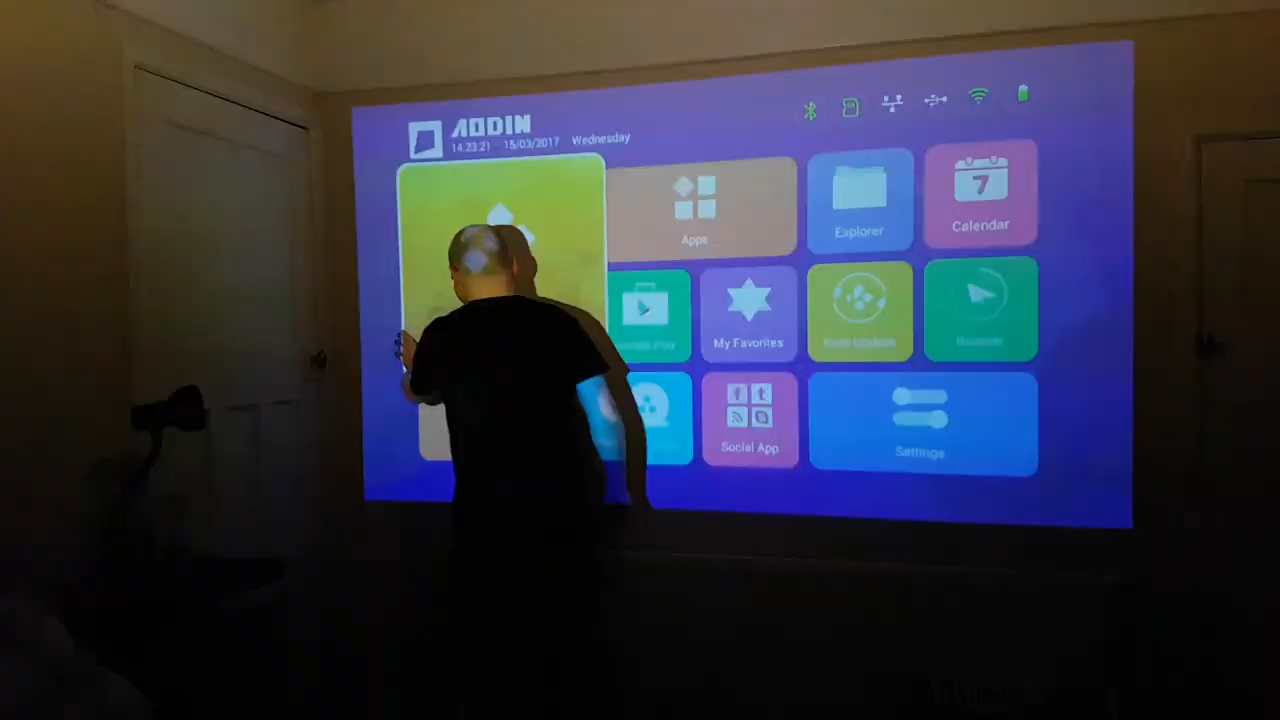 AODIN
14:23:21 15/03/2017 Wednesday
Apps
Explorer
7
Calendar
My Favorites
Social App
Settings